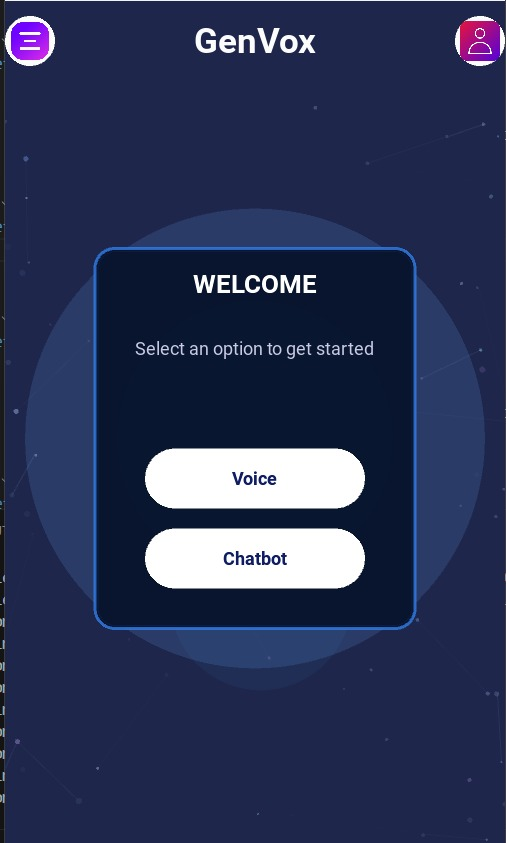 GenVox
WELCOME
Select an option to get started
Voice
Chatbot